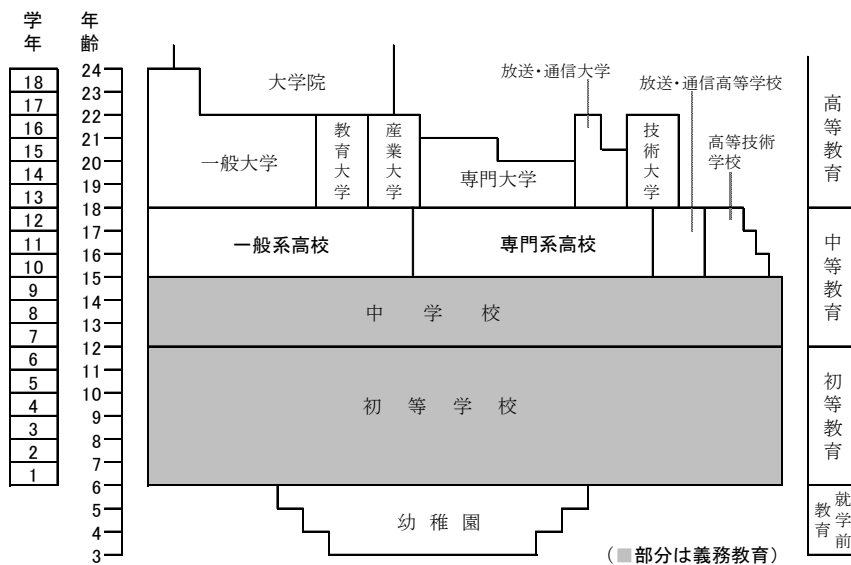 学年
年齢
18
17
16
15
14
13
12
11
10
9
8
7
6
5
4
3
2
1
24
23
22
21
20
19
18
17
16
15
14
13
12
11
10
9
8
7
6
5
4
3
大学院
放送・通信大学
放送・通信高等学校
高等技術
学校
一般大学
教育大学
産業大学
専門大学
技術大学
一般系高校
専門系高校
中学校
初等学校
幼稚園
高等教育
中等教育
初等教育
就学前
教育
（■部分は義務教育）